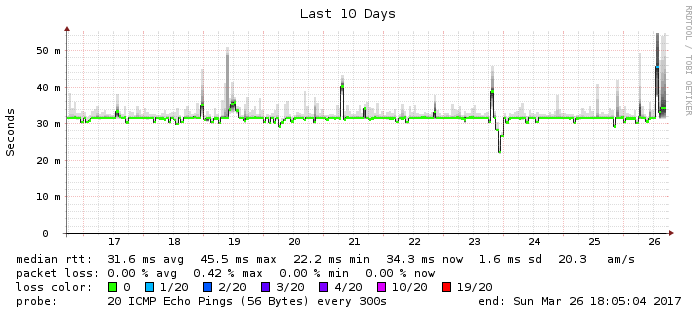 Last 10 Days
RRDTOOL / TOBI OETIKER
Seconds
50 m
40 m
30 m
20 m
10 m
0
17 18 19 20 21 22 23 24 25 26
median rtt: 31.6 ms avg 45.5 ms max 22.2 ms min 34.3 ms now 1.6 ms sd 20.3 am/s
packet loss: 0.00 % avg 0.42 % max 0.00 % min 0.00 % now
loss color: 0 1/20 2/20 3/20 4/20 10/20 19/20
probe: 20 ICMP Echo Pings (56 Bytes) every 300s end: Sun Mar 26 18:05:04 2017